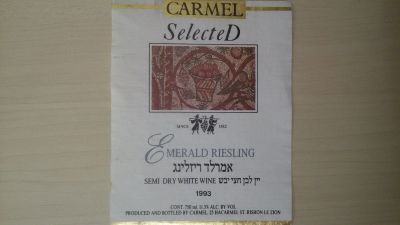 CARMEL
SelecteD
SINCE 1882
EMERALD RIESLING
אמרלד ריזלינג
SEMI DRY WHITE WINE יין לבן חצי יבש
1993
CONT. 750 ml. 11.5% ALC. BY VOL.
PRODUCED AND BOTTLED BY CARMEL 25 HACARMEL ST. RISHON LE ZION